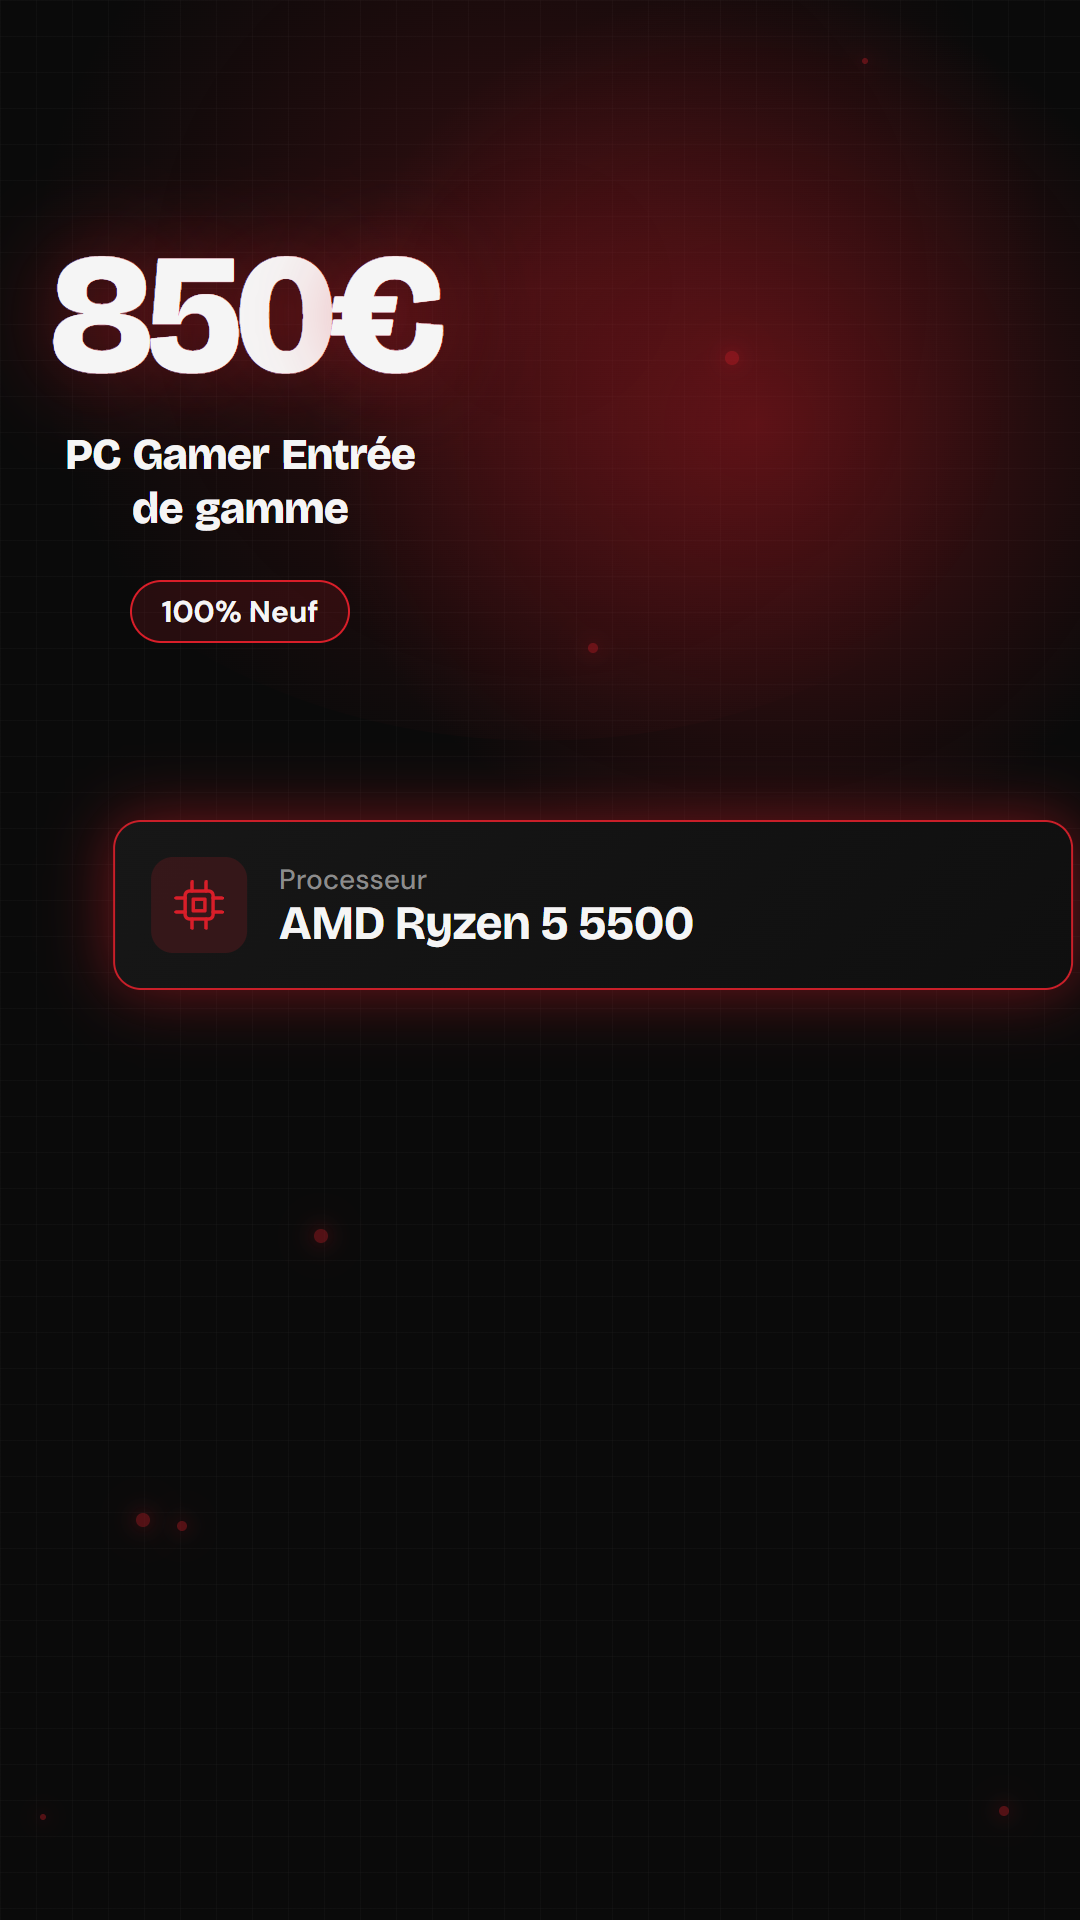 850€
PC Gamer Entrée
de gamme
100% Neuf
Processeur
AMD Ryzen 5 5500